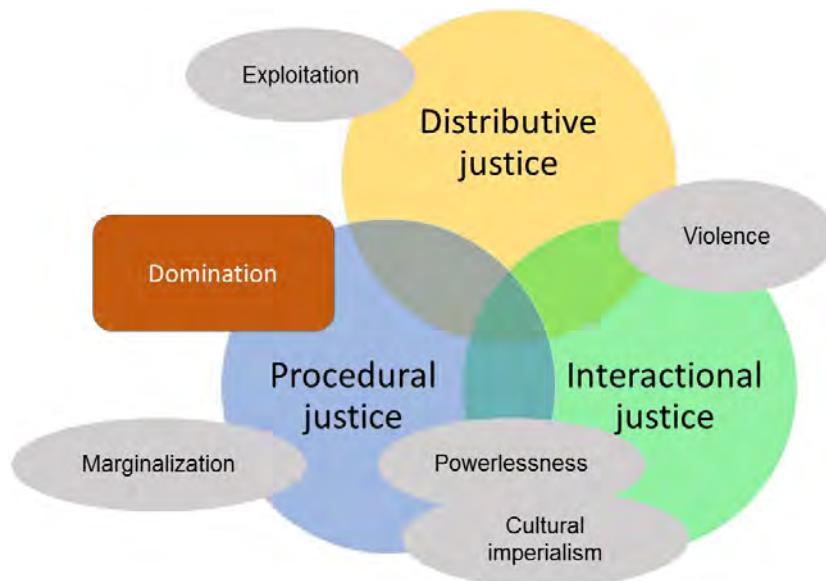 Exploitation
Distributive
justice
Violence
Domination
Procedural
justice
Interactional
justice
Marginalization
Powerlessness
Cultural
imperialism